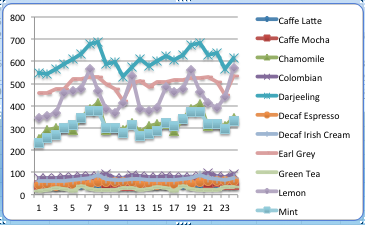 800
700
600
500
400
300
200
100
0
1 3 5 7 9 11 13 15 17 19 21 23
Caffe Latte
Caffe Mocha
Chamomile
Colombian
Darjeeling
Decaf Espresso
Decaf Irish Cream
Earl Grey
Green Tea
Lemon
Mint